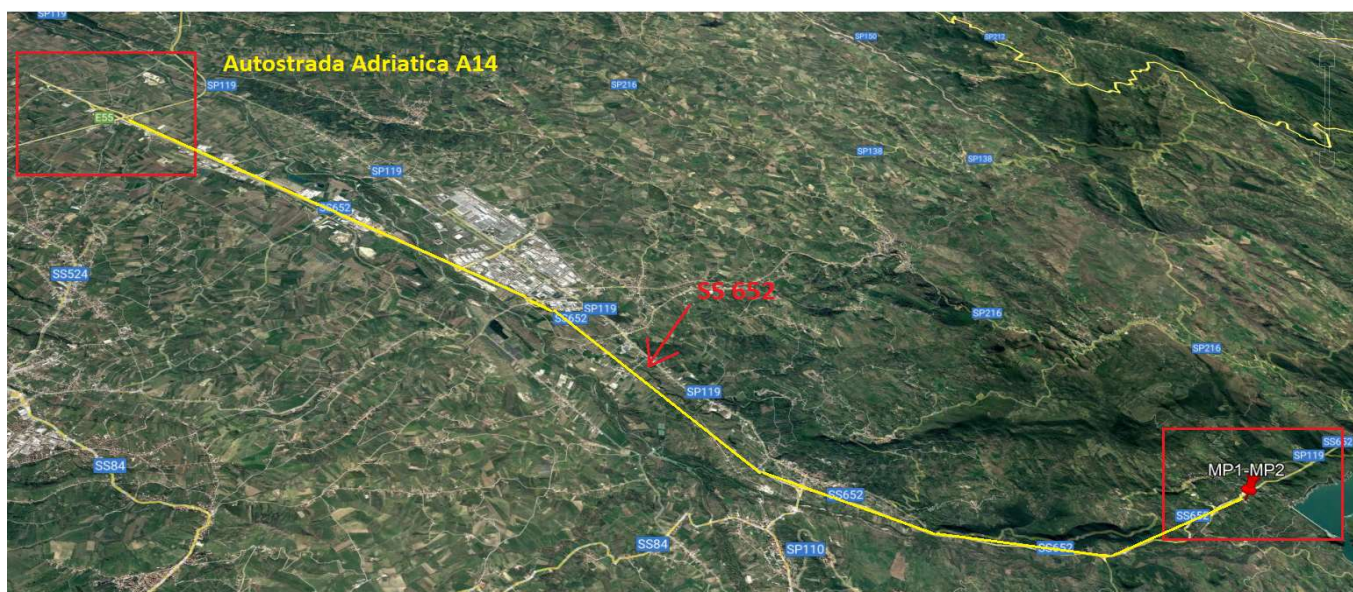 SP119
Autostrada Adriatica A14
SP150
SP212
SP119
SP216
E55
SP138
SP138
SP119
SS652
SS524
SS 652
SP119
SS652
SP216
SP216
SP119
SS652
SP119
MP1-MP2
SS84
SS652
SS652
SS84
SP110
SS652